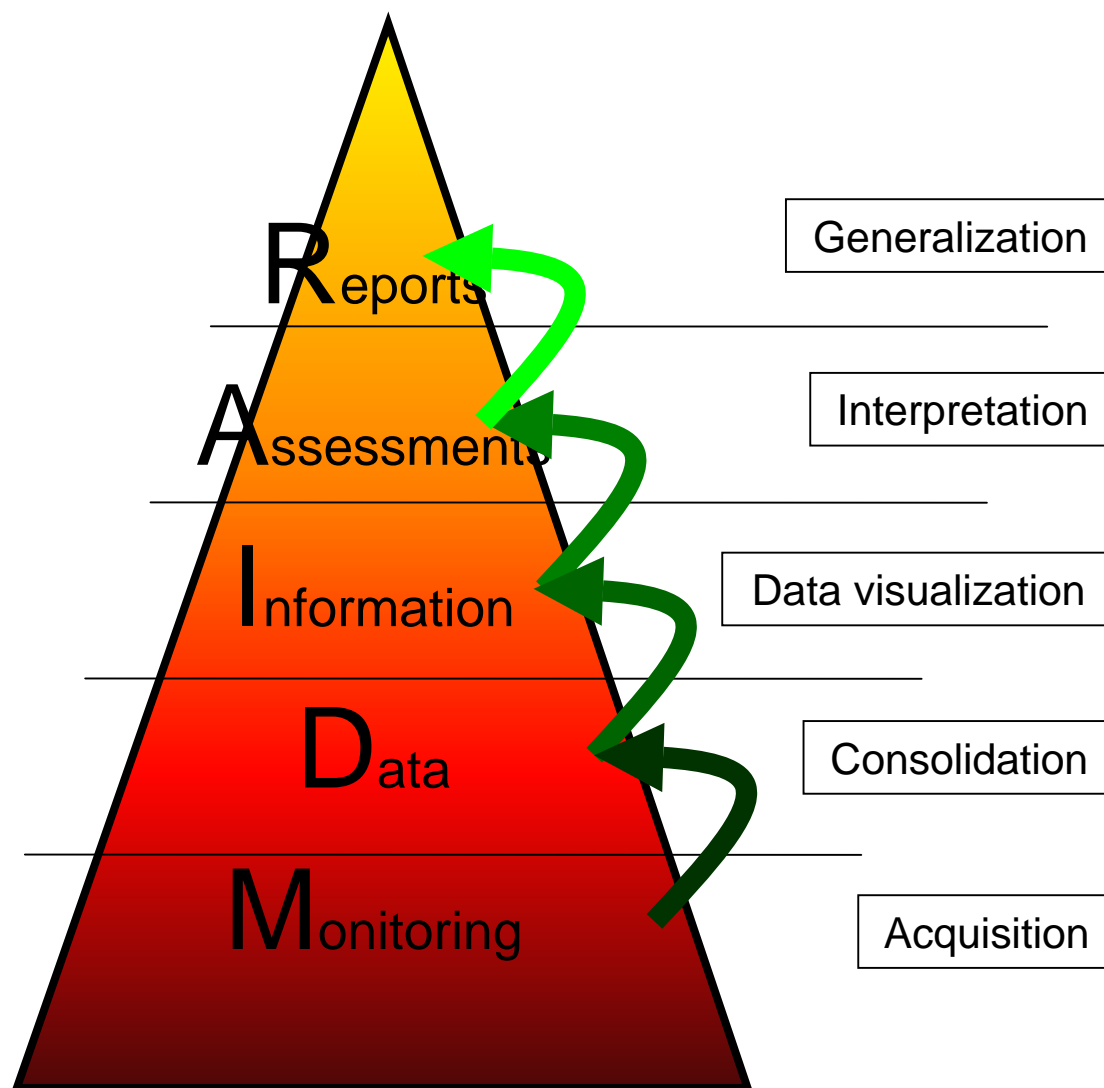 Generalization
Reports
Interpretation
Assessments
Data visualization
Information
Consolidation
Data
Monitoring
Acquisition